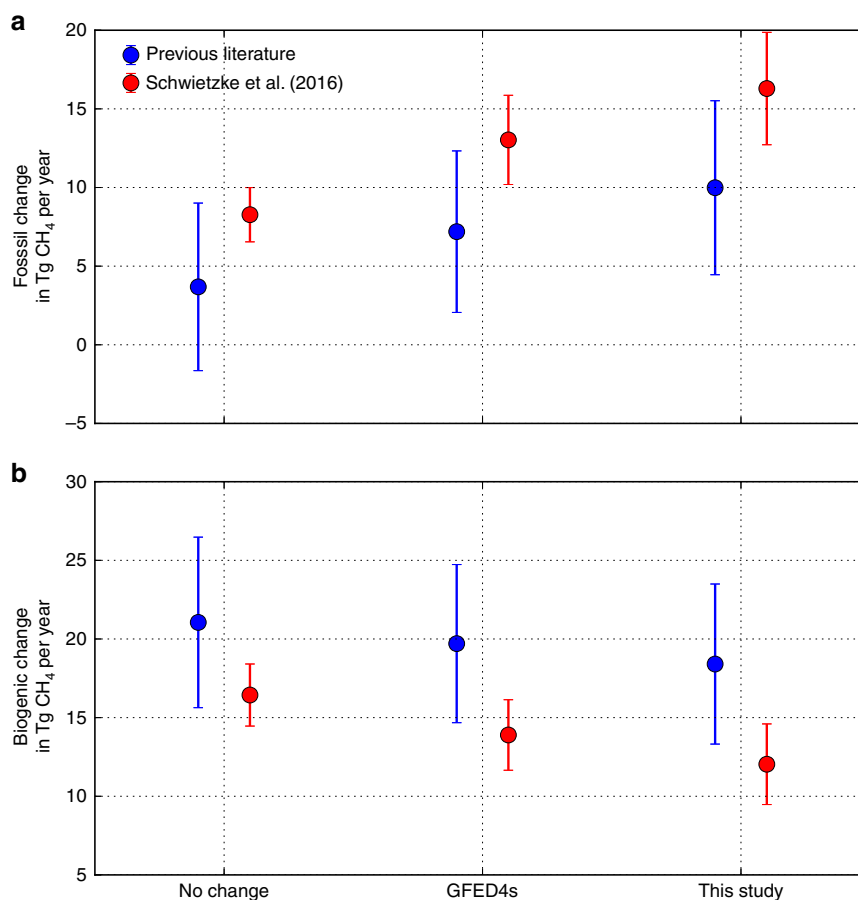 a
20
15
10
5
0
–5
Fosssil change
in Tg CH₄ per year
Previous literature
Schwietzke et al. (2016)
b
30
25
20
15
10
5
Biogenic change
in Tg CH₄ per year
No change GFED4s This study